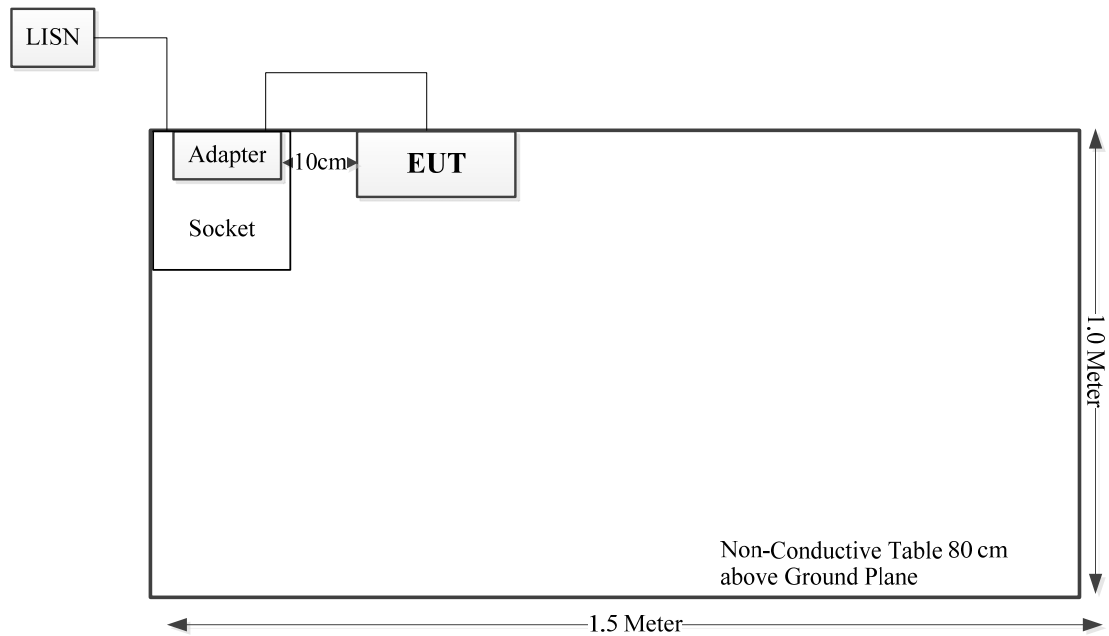 LISN
Adapter
10cm
EUT
Socket
1.0 Meter
Non-Conductive Table 80 cm
above Ground Plane
1.5 Meter